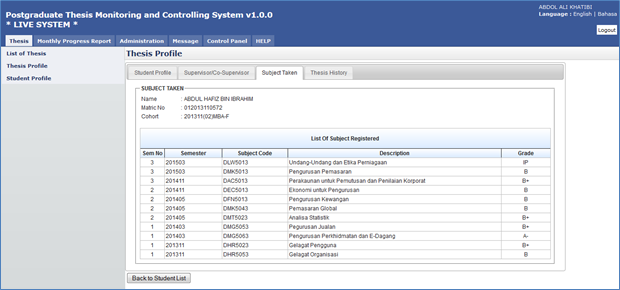 Postgraduate Thesis Monitoring and Controlling System v1.0.0
* LIVE SYSTEM *
ABDOL ALI KHATIBI
Language : English | Bahasa
Logout
Thesis Monthly Progress Report Administration Message Control Panel HELP
List of Thesis
Thesis Profile
Student Profile
Thesis Profile
Student Profile Supervisor/Co-Supervisor Subject Taken Thesis History
SUBJECT TAKEN
Name : ABDUL HAFIZ BIN IBRAHIM
Matric No : 012013110572
Cohort : 201311(02)MBA-F
List Of Subject Registered
Sem No Semester Subject Code Description Grade
3 201503 DLW5013 Undang-Undang dan Etika Perniagaan IP
3 201503 DMK5013 Pengurusan Pemasaran B
3 201411 DAC5013 Perakaunan untuk Pemutusan dan Penilaian Korporat B+
2 201411 DEC5013 Ekonomi untuk Pengurusan B
2 201405 DFN5013 Pengurusan Kewangan B
2 201405 DMK5043 Pemasaran Global B
2 201405 DMT5023 Analisa Statistik B+
1 201403 DMG5053 Pegurusan Jualan B+
1 201403 DMG5063 Pengurusan Perkhidmatan dan E-Dagang A-
1 201311 DHR5023 Gelagat Pengguna B+
1 201311 DHR5053 Gelagat Organisasi B
Back to Student List